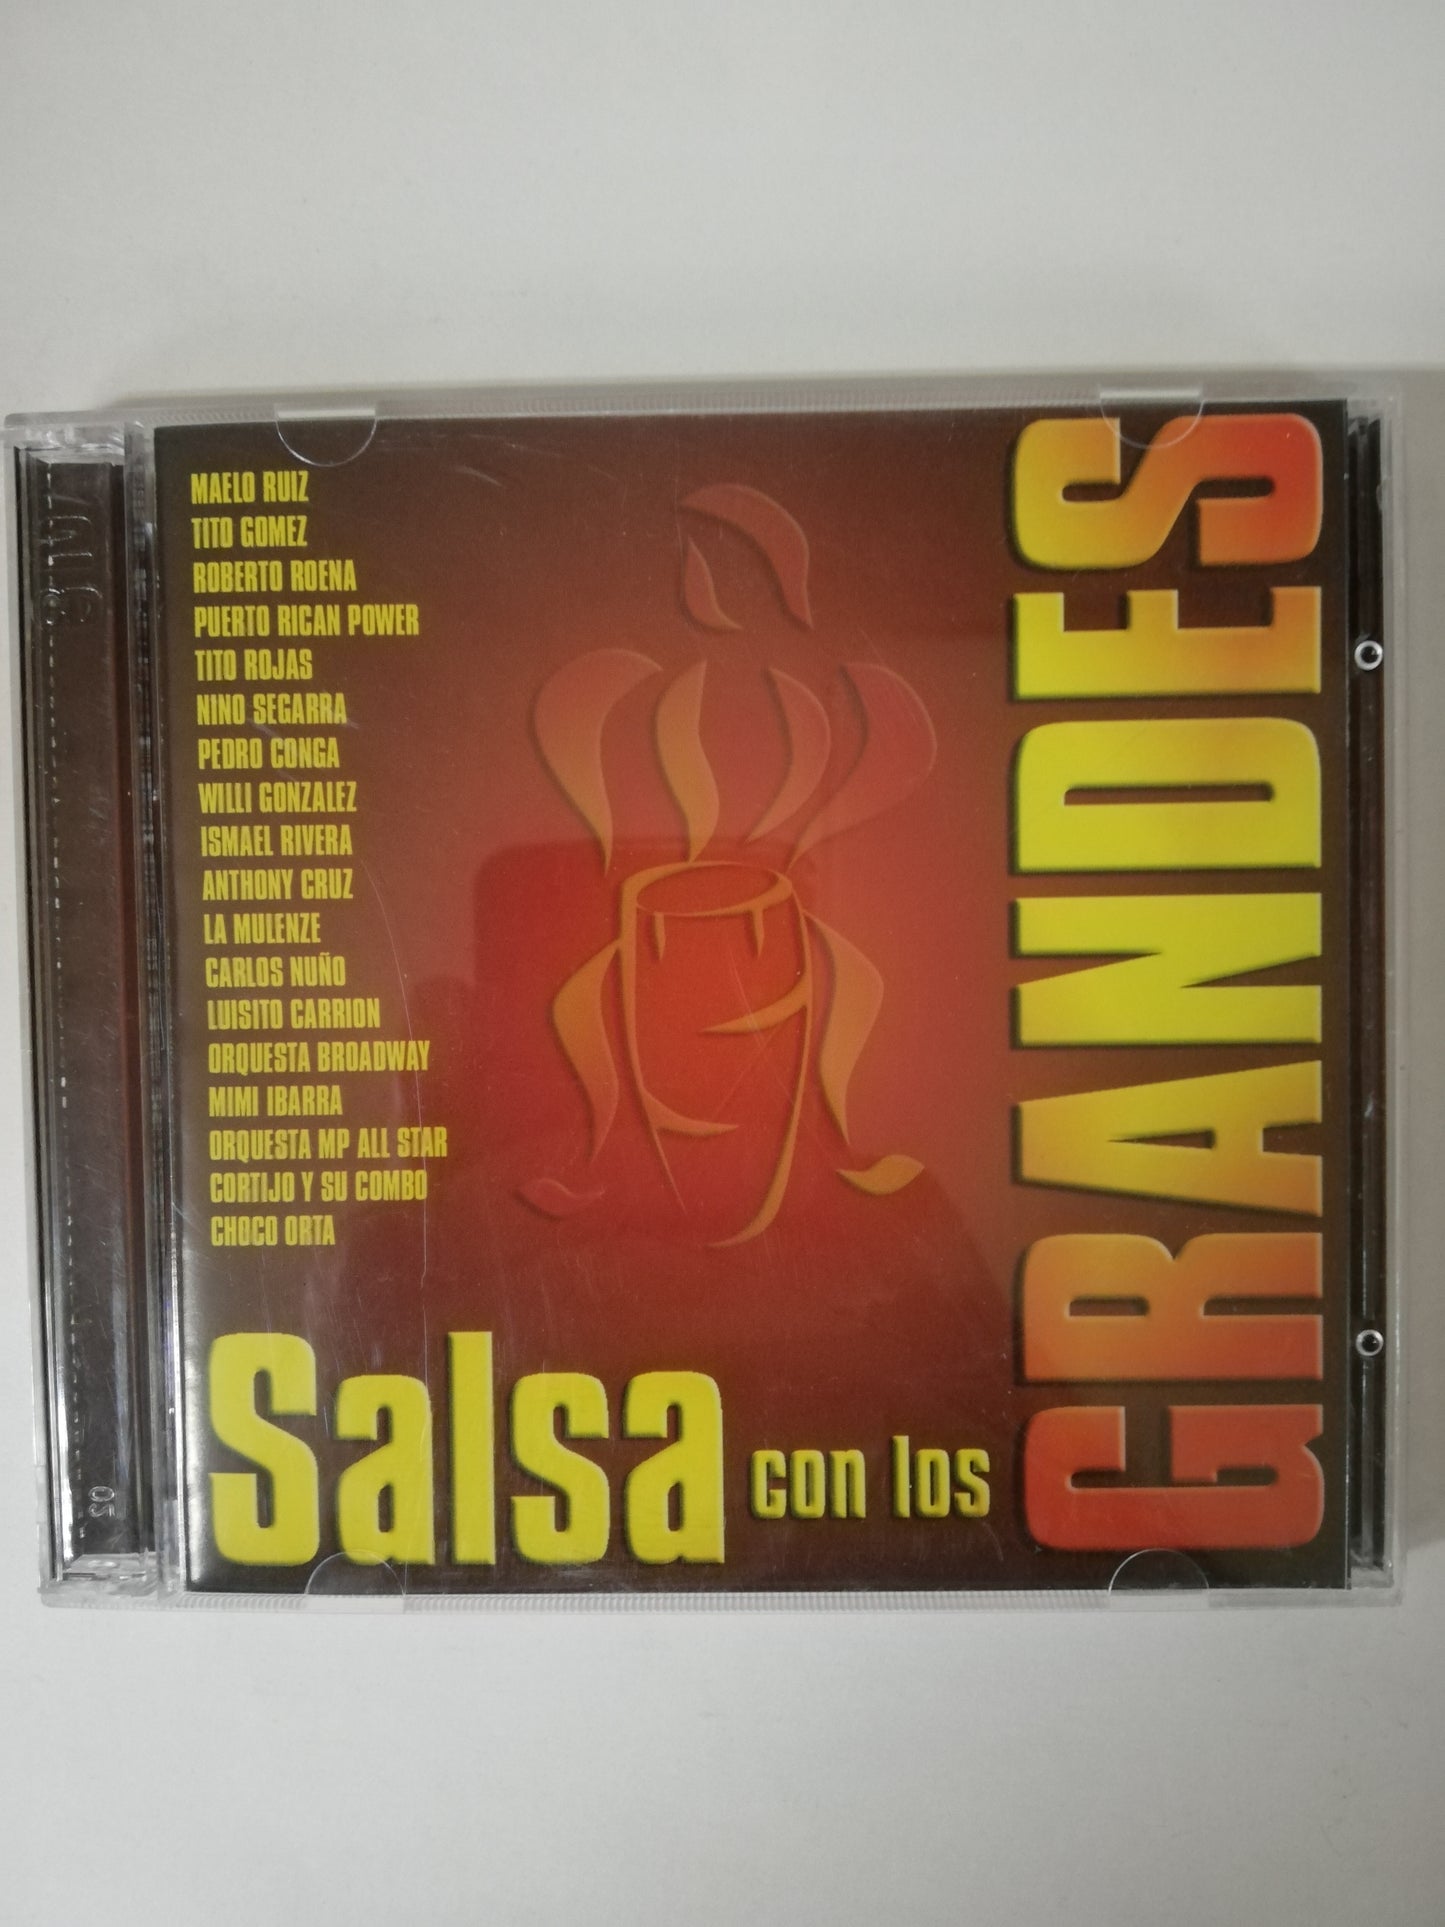 MAELO RUIZ
TITO GOMEZ
ROBERTO ROENA
PUERTO RICAN POWER
TITO ROJAS
NINO SEGARRA
PEDRO CONGA
WILLI GONZALEZ
ISMAEL RIVERA
ANTHONY CRUZ
LA MULENZE
CARLOS NUÑO
LUISITO CARRION
ORQUESTA BROADWAY
MIMI IBARRA
ORQUESTA MP ALL STAR
CORTIJO Y SU COMBO
CHOCO ORTA
Salsa con los
GRANDES